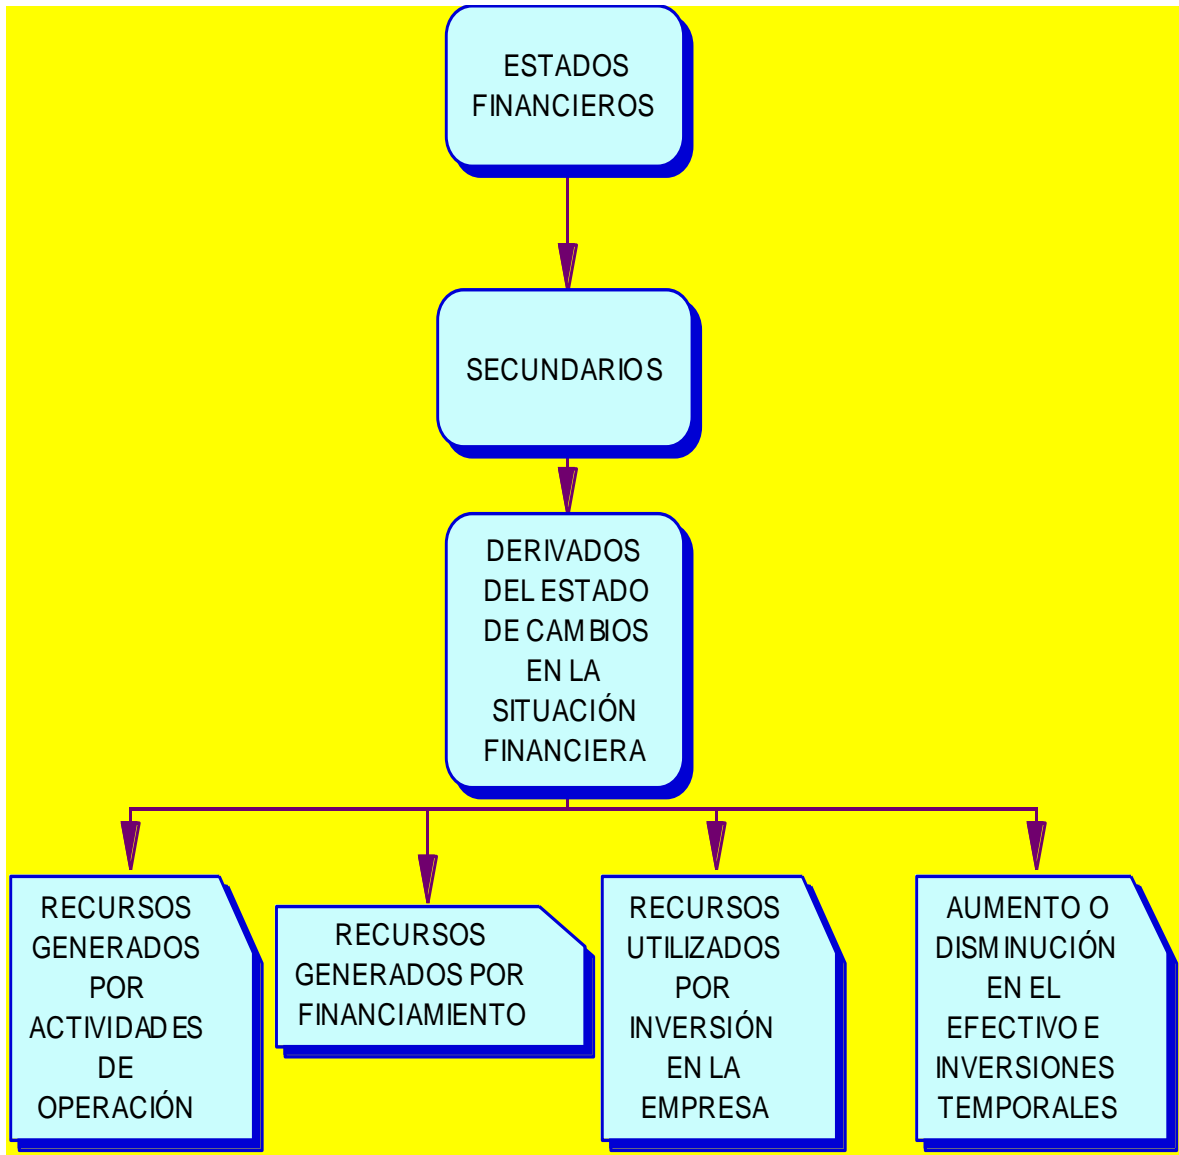 ESTADOS
FINANCIEROS
SECUNDARIOS
DERIVADOS
DEL ESTADO
DE CAMBIOS
EN LA
SITUACIÓN
FINANCIERA
RECURSOS
GENERADOS
POR
ACTIVIDADES
DE
OPERACIÓN
RECURSOS
GENERADOS POR
FINANCIAMIENTO
RECURSOS
UTILIZADOS
POR
INVERSIÓN
EN LA
EMPRESA
AUMENTO O
DISMINUCIÓN
EN EL
EFECTIVO E
INVERSIONES
TEMPORALES